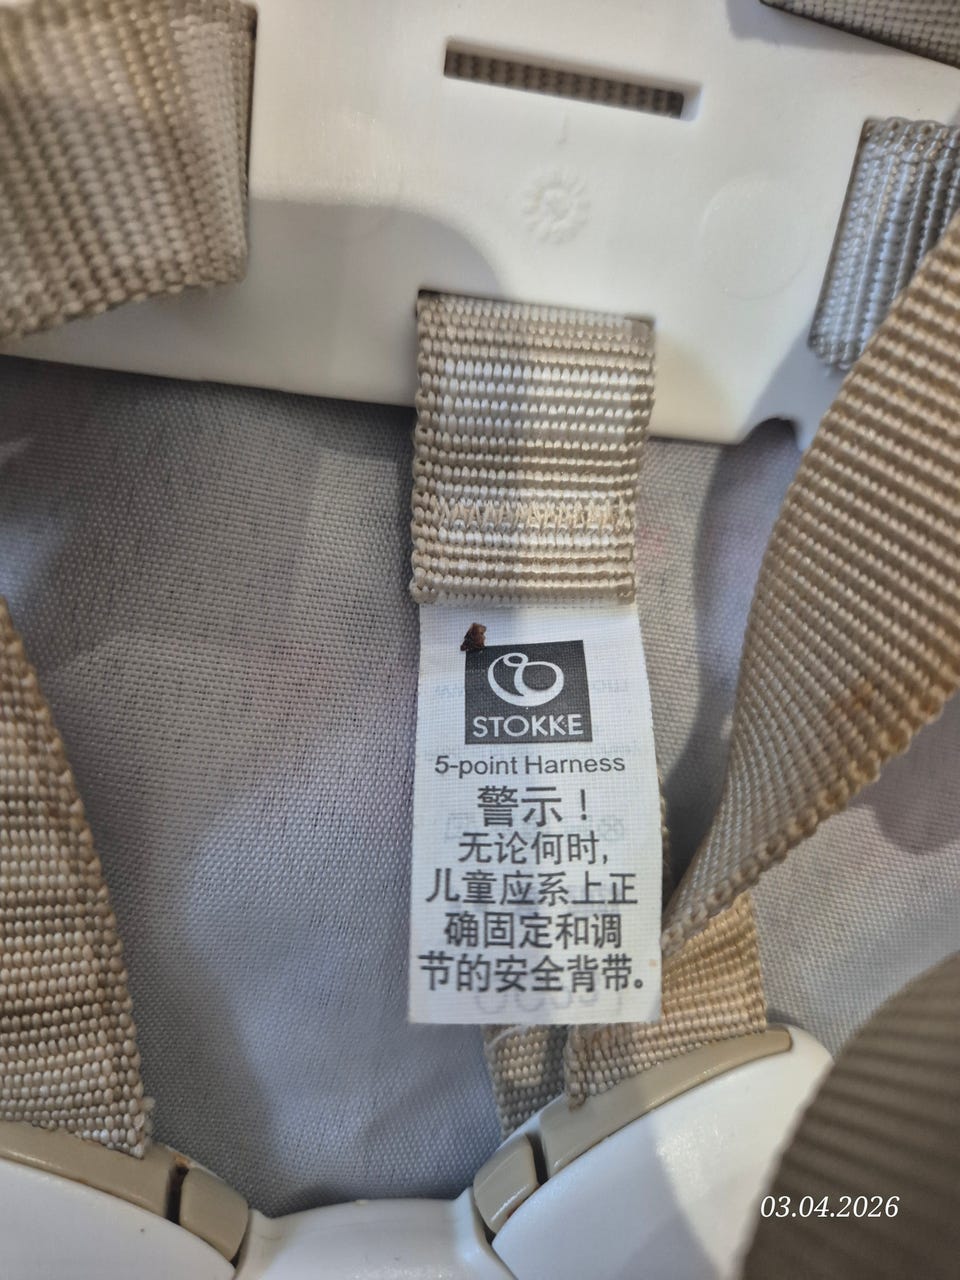 STOKKE
5-point Harness
警示！
无论何时,
儿童应系上正
确固定和调
节的安全背带。
03.04.2026